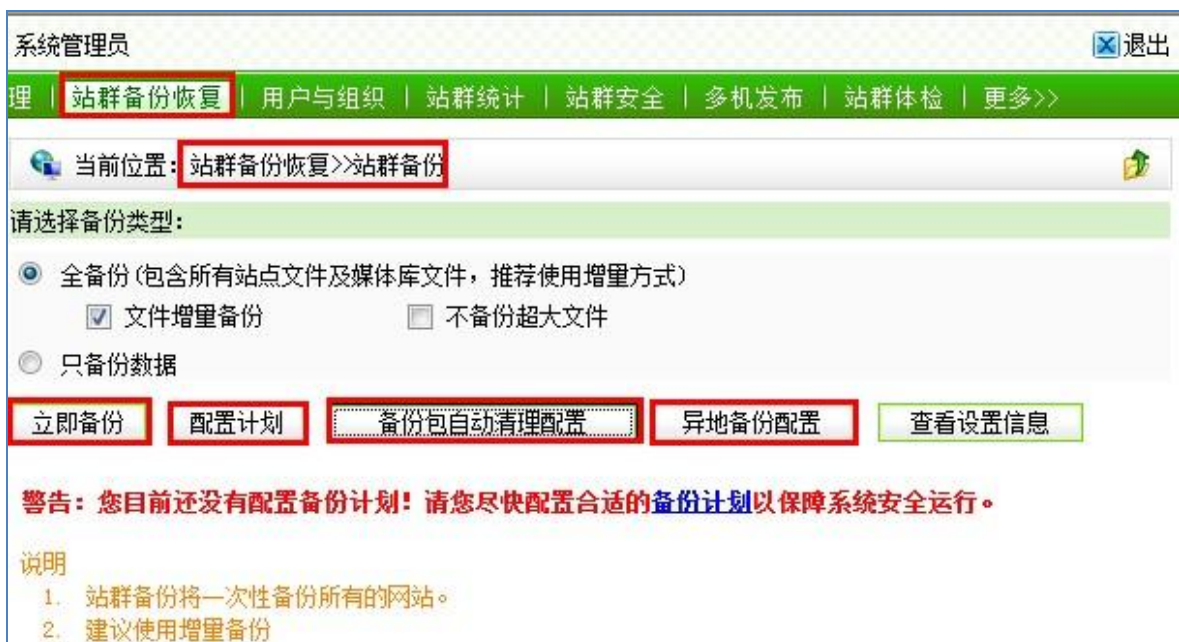 系统管理员 退出
理 | 站群备份恢复 | 用户与组织 | 站群统计 | 站群安全 | 多机发布 | 站群体检 | 更多>>
当前位置：站群备份恢复>>站群备份
请选择备份类型：
全备份(包含所有站点文件及媒体库文件，推荐使用增量方式)
文件增量备份 不备份超大文件
只备份数据
立即备份 配置计划 备份包自动清理配置 异地备份配置 查看设置信息
警告：您目前还没有配置备份计划！请您尽快配置合适的备份计划以保障系统安全运行。
说明
1. 站群备份将一次性备份所有的网站。
2. 建议使用增量备份